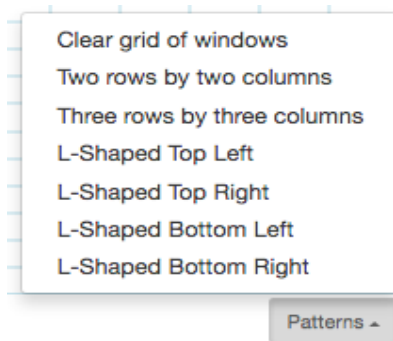 Clear grid of windows
Two rows by two columns
Three rows by three columns
L-Shaped Top Left
L-Shaped Top Right
L-Shaped Bottom Left
L-Shaped Bottom Right
Patterns